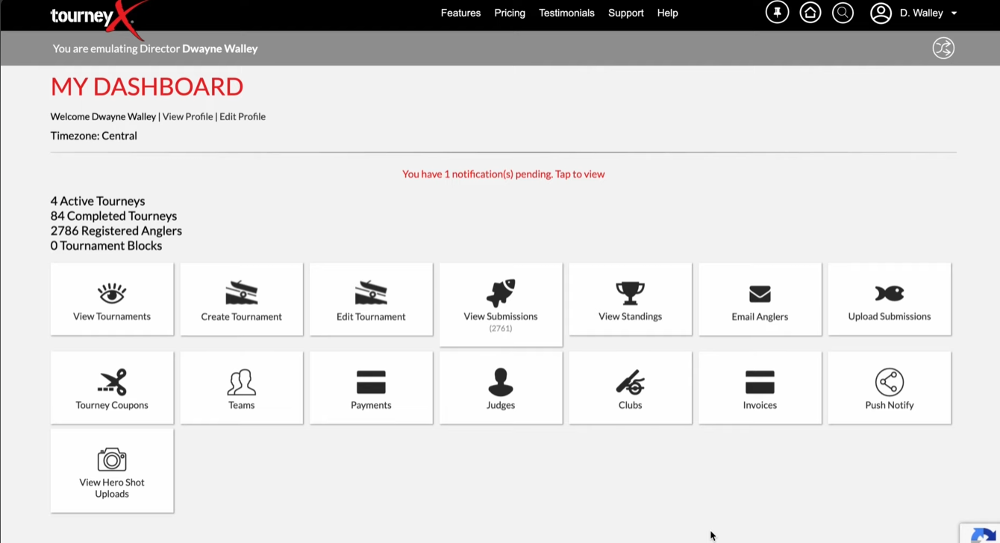 tourneyX
Features Pricing Testimonials Support Help
D. Walley
You are emulating Director Dwayne Walley
MY DASHBOARD
Welcome Dwayne Walley | View Profile | Edit Profile
Timezone: Central
You have 1 notification(s) pending. Tap to view
4 Active Tourneys
84 Completed Tourneys
2786 Registered Anglers
0 Tournament Blocks
View Tournaments
Create Tournament
Edit Tournament
View Submissions
(2761)
View Standings
Email Anglers
Upload Submissions
Tourney Coupons
Teams
Payments
Judges
Clubs
Invoices
Push Notify
View Hero Shot
Uploads